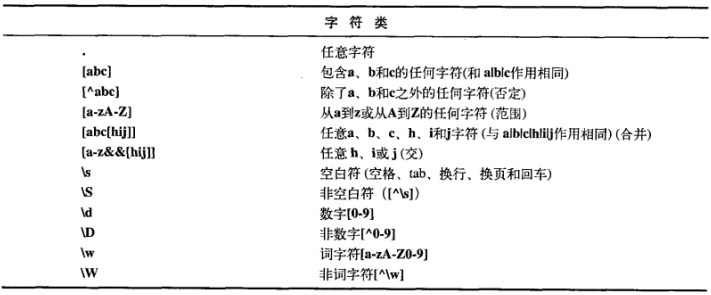 字 符 类
. 任意字符
[abc] 包含a、b和c的任何字符(和 a|b|c作用相同)
[^abc] 除了a、b和c之外的任何字符(否定)
[a-zA-Z] 从a到z或从A到Z的任何字符 (范围)
[abc[hij]] 任意a、b、c、h、i和j字符 (与 a|b|c|h|i|j作用相同) (合并)
[a-z&&[hij]] 任意 h、i或 j (交)
\s 空白符 (空格、tab、换行、换页和回车)
\S 非空白符（[^\s]）
\d 数字[0-9]
\D 非数字[^0-9]
\w 词字符[a-zA-Z0-9]
\W 非词字符[^\w]